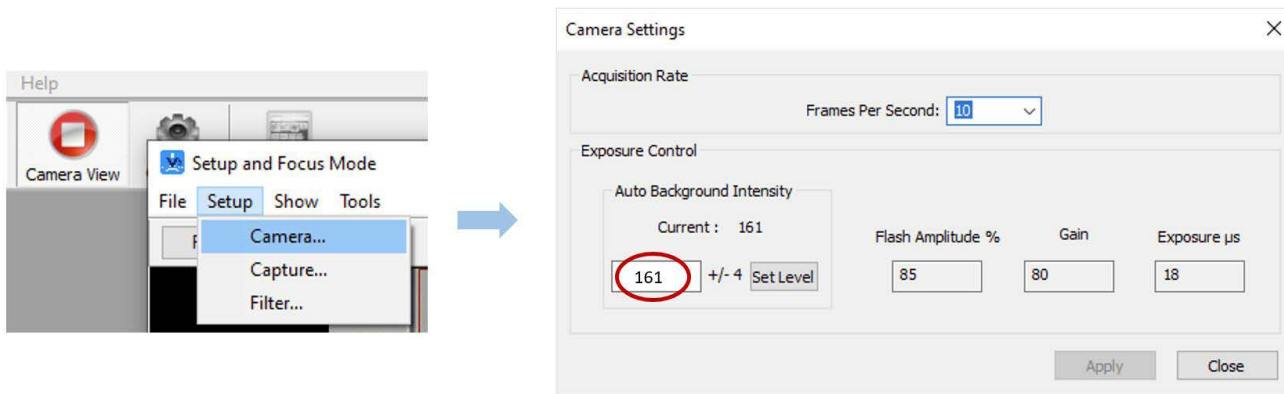 Help
Camera View
Setup and Focus Mode
File Setup Show Tools
Camera...
Capture...
Filter...
Camera Settings
Acquisition Rate
Frames Per Second: 10
Exposure Control
Auto Background Intensity
Current : 161
161 +/- 4 Set Level
Flash Amplitude % Gain Exposure µs
85 80 18
Apply Close